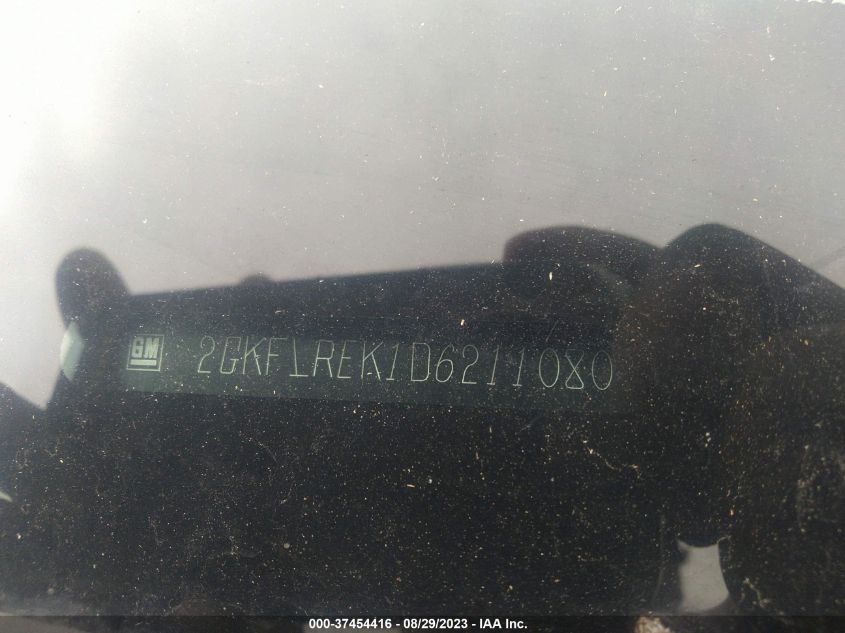 GM 2GKFLREK1D6211080
000-37454416 - 08/29/2023 - IAA Inc.